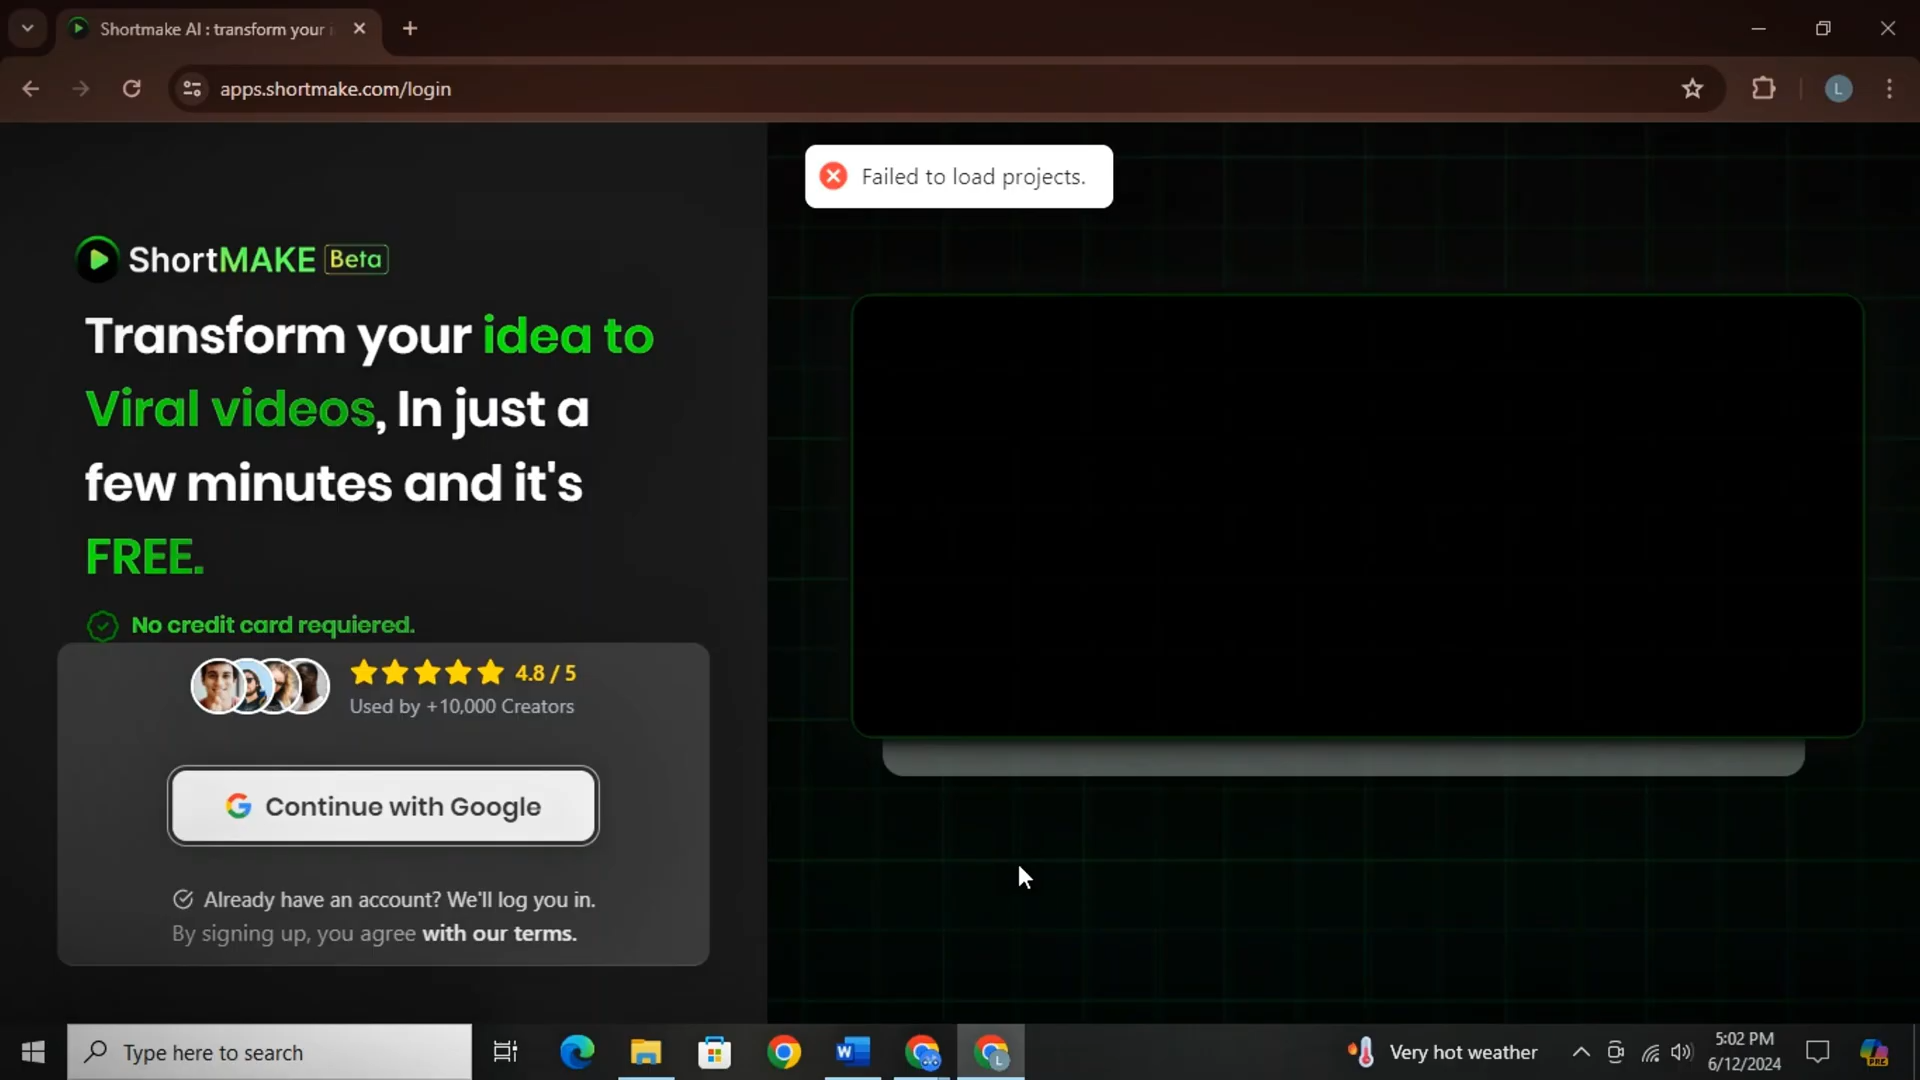 Shortmake AI : transform your i
apps.shortmake.com/login
L
Failed to load projects.
ShortMAKE Beta
Transform your idea to
Viral videos, In just a
few minutes and it's
FREE.
No credit card requiered.
4.8 / 5
Used by +10,000 Creators
Continue with Google
Already have an account? We'll log you in.
By signing up, you agree with our terms.
Type here to search
W
L
Very hot weather
5:02 PM
6/12/2024
PRE